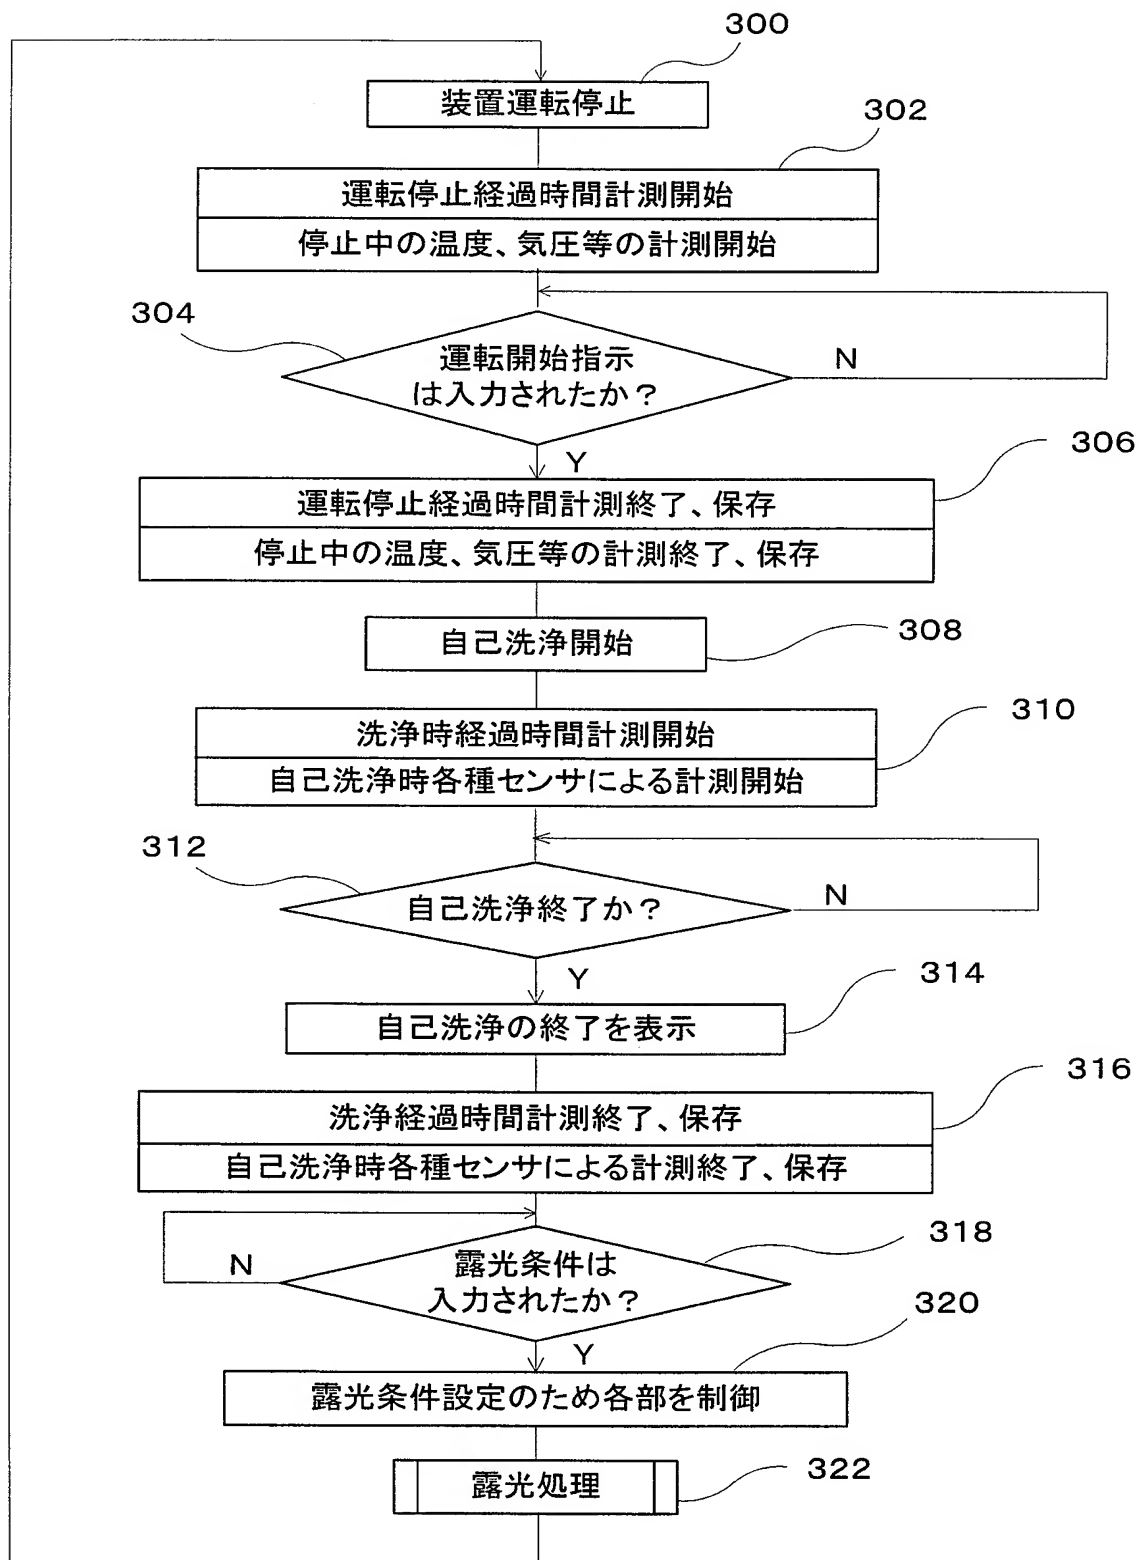 300
装置運転停止
302
運転停止経過時間計測開始
停止中の温度、気圧等の計測開始
304
運転開始指示
は入力されたか？
N
Y
306
運転停止経過時間計測終了、保存
停止中の温度、気圧等の計測終了、保存
308
自己洗浄開始
310
洗浄時経過時間計測開始
自己洗浄時各種センサによる計測開始
312
自己洗浄終了か？
N
Y
314
自己洗浄の終了を表示
316
洗浄経過時間計測終了、保存
自己洗浄時各種センサによる計測終了、保存
318
露光条件は
入力されたか？
N
Y
320
露光条件設定のため各部を制御
322
露光処理